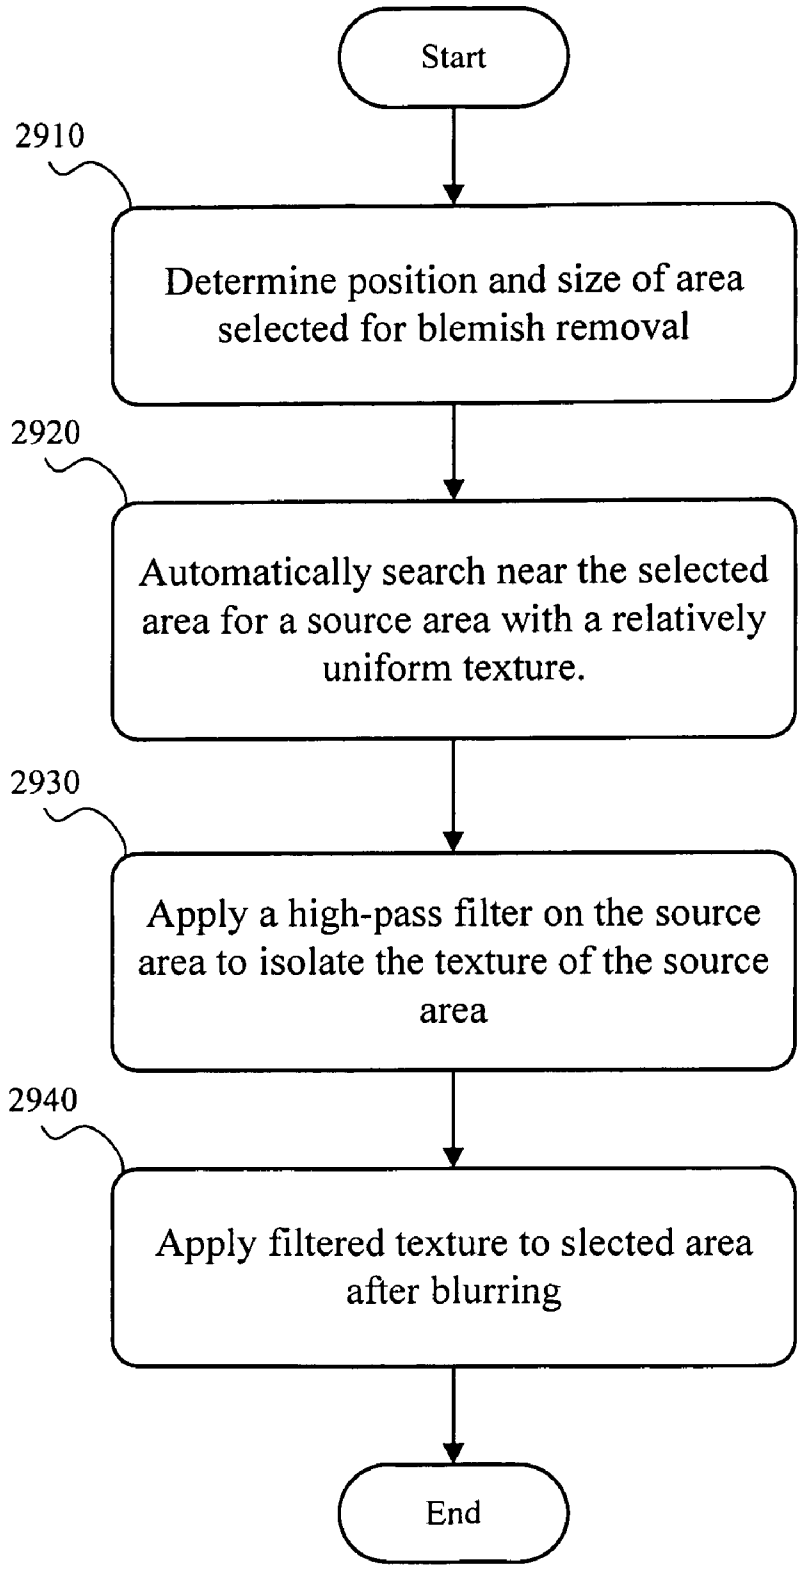 Start
2910
Determine position and size of area
selected for blemish removal
2920
Automatically search near the selected
area for a source area with a relatively
uniform texture.
2930
Apply a high-pass filter on the source
area to isolate the texture of the source
area
2940
Apply filtered texture to slected area
after blurring
End